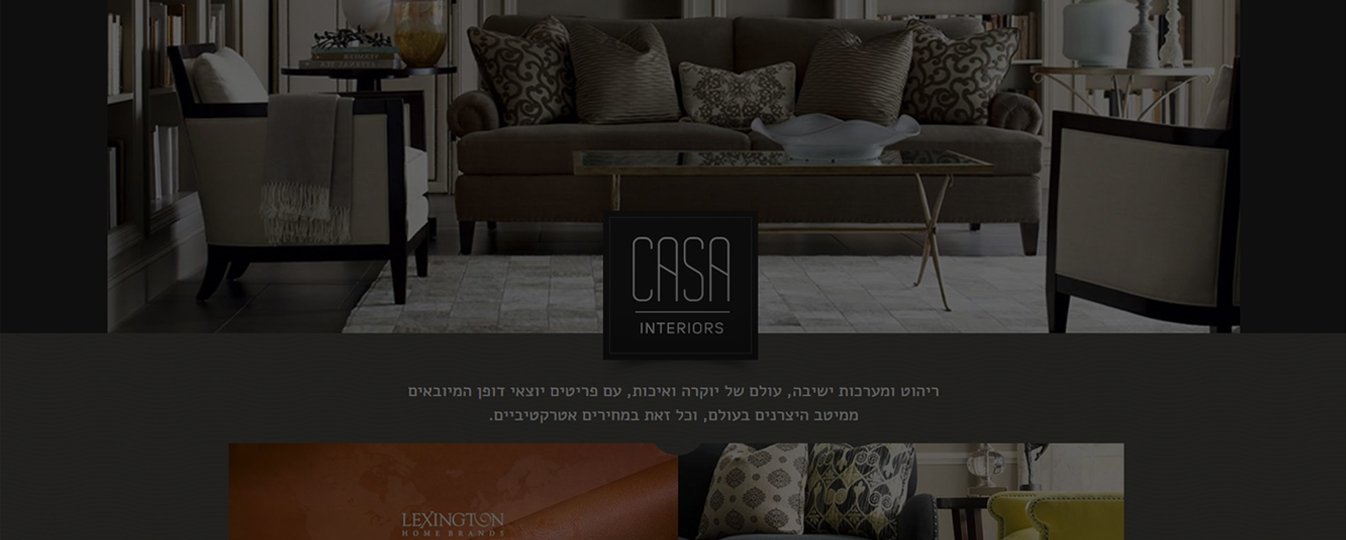 CASA
INTERIORS
ריהוט ומערכות ישיבה, עולם של יוקרה ואיכות, עם פריטים יוצאי דופן המיובאים
ממיטב היצרנים בעולם, וכל זאת במחירים אטרקטיביים.
LEXINGTON
HOME BRANDS